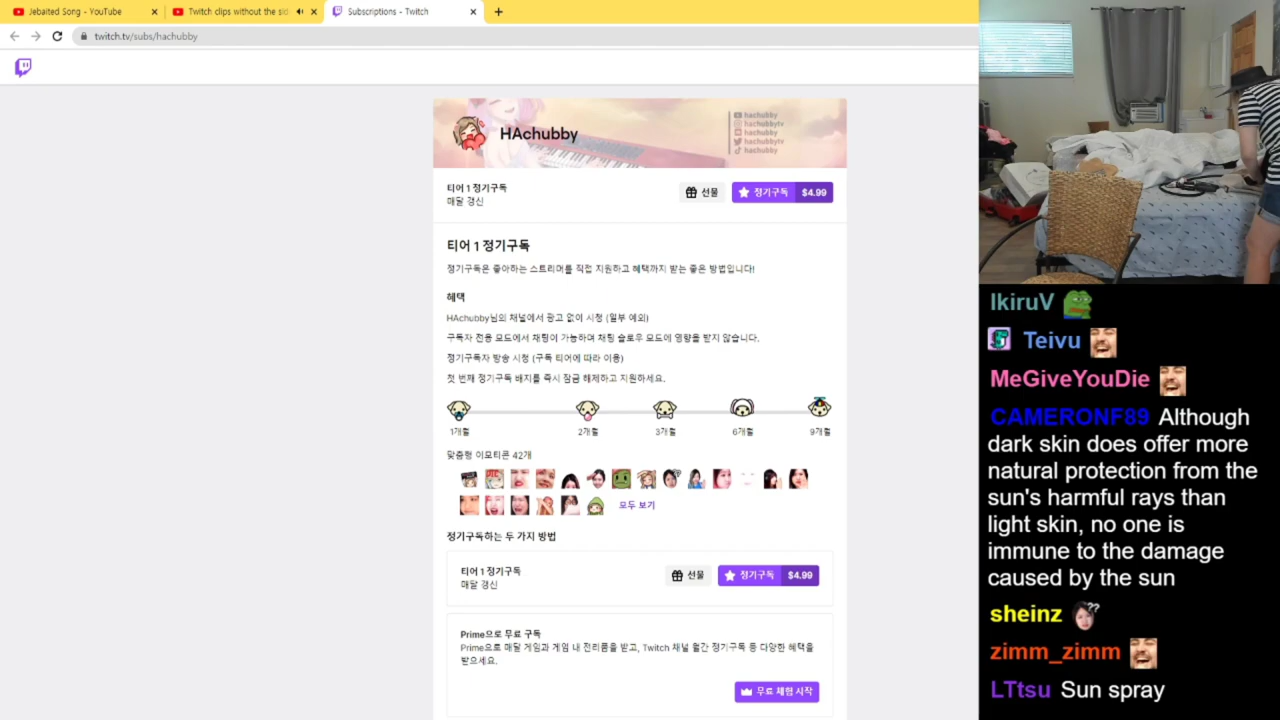 Jebaited Song - YouTube
Twitch clips without the sid
Subscriptions - Twitch
twitch.tv/subs/hachubby
HAchubby
hachubby
hachubbytv
hachubby
hachubbytv
hachubby
티어 1 정기구독
매달 갱신
선물
정기구독 $4.99
티어 1 정기구독
정기구독은 좋아하는 스트리머를 직접 지원하고 혜택까지 받는 좋은 방법입니다!
혜택
HAchubby님의 채널에서 광고 없이 시청 (일부 예외)
구독자 전용 모드에서 채팅이 가능하며 채팅 슬로우 모드에 영향을 받지 않습니다.
정기구독자 방송 시청 (구독 티어에 따라 이용)
첫 번째 정기구독 배지를 즉시 잠금 해제하고 지원하세요.
1개월 2개월 3개월 6개월 9개월
맞춤형 이모티콘 42개
모두 보기
정기구독하는 두 가지 방법
티어 1 정기구독
매달 갱신
선물
정기구독 $4.99
Prime으로 무료 구독
Prime으로 매달 게임과 게임 내 전리품을 받고, Twitch 채널 월간 정기구독 등 다양한 혜택을
받으세요.
무료 체험 시작
IkiruV
Teivu
MeGiveYouDie
CAMERONF89 Although
dark skin does offer more
natural protection from the
sun's harmful rays than
light skin, no one is
immune to the damage
caused by the sun
sheinz
zimm_zimm
LTtsu Sun spray